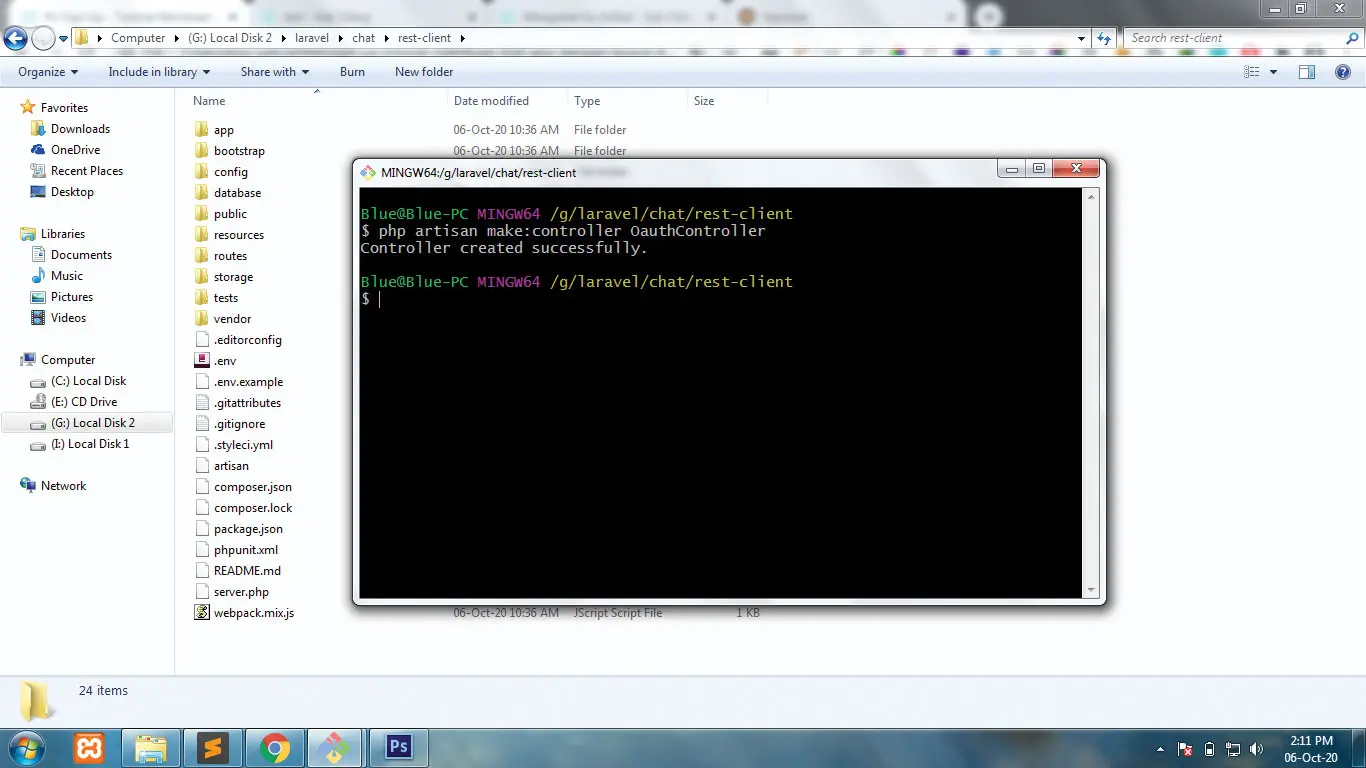 Computer (G:) Local Disk 2 laravel chat rest-client
Search rest-client
Organize Include in library Share with Burn New folder
Favorites
Downloads
OneDrive
Recent Places
Desktop
Libraries
Documents
Music
Pictures
Videos
Computer
(C:) Local Disk
(E:) CD Drive
(G:) Local Disk 2
(I:) Local Disk 1
Network
Name Date modified Type Size
app 06-Oct-20 10:36 AM File folder
bootstrap 06-Oct-20 10:36 AM File folder
config
database
public
resources
routes
storage
tests
vendor
.editorconfig
.env
.env.example
.gitattributes
.gitignore
.styleci.yml
artisan
composer.json
composer.lock
package.json
phpunit.xml
README.md
server.php
webpack.mix.js 06-Oct-20 10:36 AM JScript Script File 1 KB
MINGW64:/g/laravel/chat/rest-client
Blue@Blue-PC MINGW64 /g/laravel/chat/rest-client
$ php artisan make:controller OauthController
Controller created successfully.
Blue@Blue-PC MINGW64 /g/laravel/chat/rest-client
$
24 items
Ps
2:11 PM
06-Oct-20